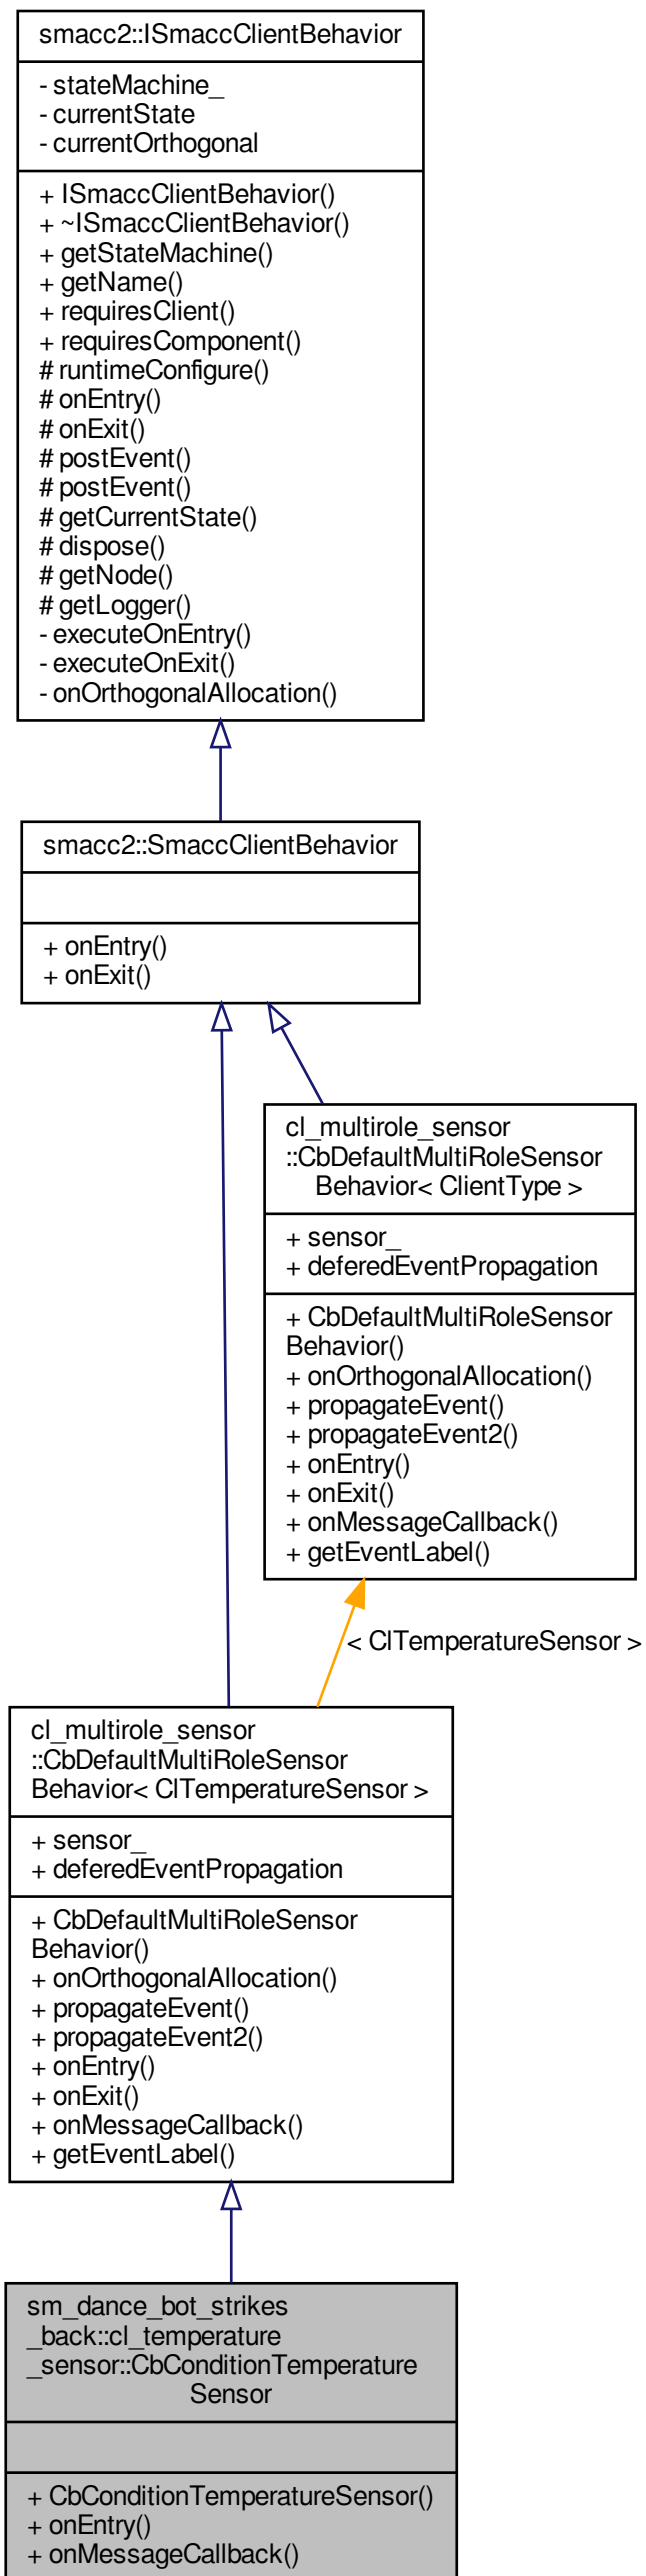 smacc2::ISmaccClientBehavior
- stateMachine_
- currentState
- currentOrthogonal
+ ISmaccClientBehavior()
+ ~ISmaccClientBehavior()
+ getStateMachine()
+ getName()
+ requiresClient()
+ requiresComponent()
# runtimeConfigure()
# onEntry()
# onExit()
# postEvent()
# postEvent()
# getCurrentState()
# dispose()
# getNode()
# getLogger()
- executeOnEntry()
- executeOnExit()
- onOrthogonalAllocation()
smacc2::SmaccClientBehavior
+ onEntry()
+ onExit()
cl_multirole_sensor
::CbDefaultMultiRoleSensor
Behavior< ClientType >
+ sensor_
+ deferedEventPropagation
+ CbDefaultMultiRoleSensor
Behavior()
+ onOrthogonalAllocation()
+ propagateEvent()
+ propagateEvent2()
+ onEntry()
+ onExit()
+ onMessageCallback()
+ getEventLabel()
< ClTemperatureSensor >
cl_multirole_sensor
::CbDefaultMultiRoleSensor
Behavior< ClTemperatureSensor >
+ sensor_
+ deferedEventPropagation
+ CbDefaultMultiRoleSensor
Behavior()
+ onOrthogonalAllocation()
+ propagateEvent()
+ propagateEvent2()
+ onEntry()
+ onExit()
+ onMessageCallback()
+ getEventLabel()
sm_dance_bot_strikes
_back::cl_temperature
_sensor::CbConditionTemperature
Sensor
+ CbConditionTemperatureSensor()
+ onEntry()
+ onMessageCallback()